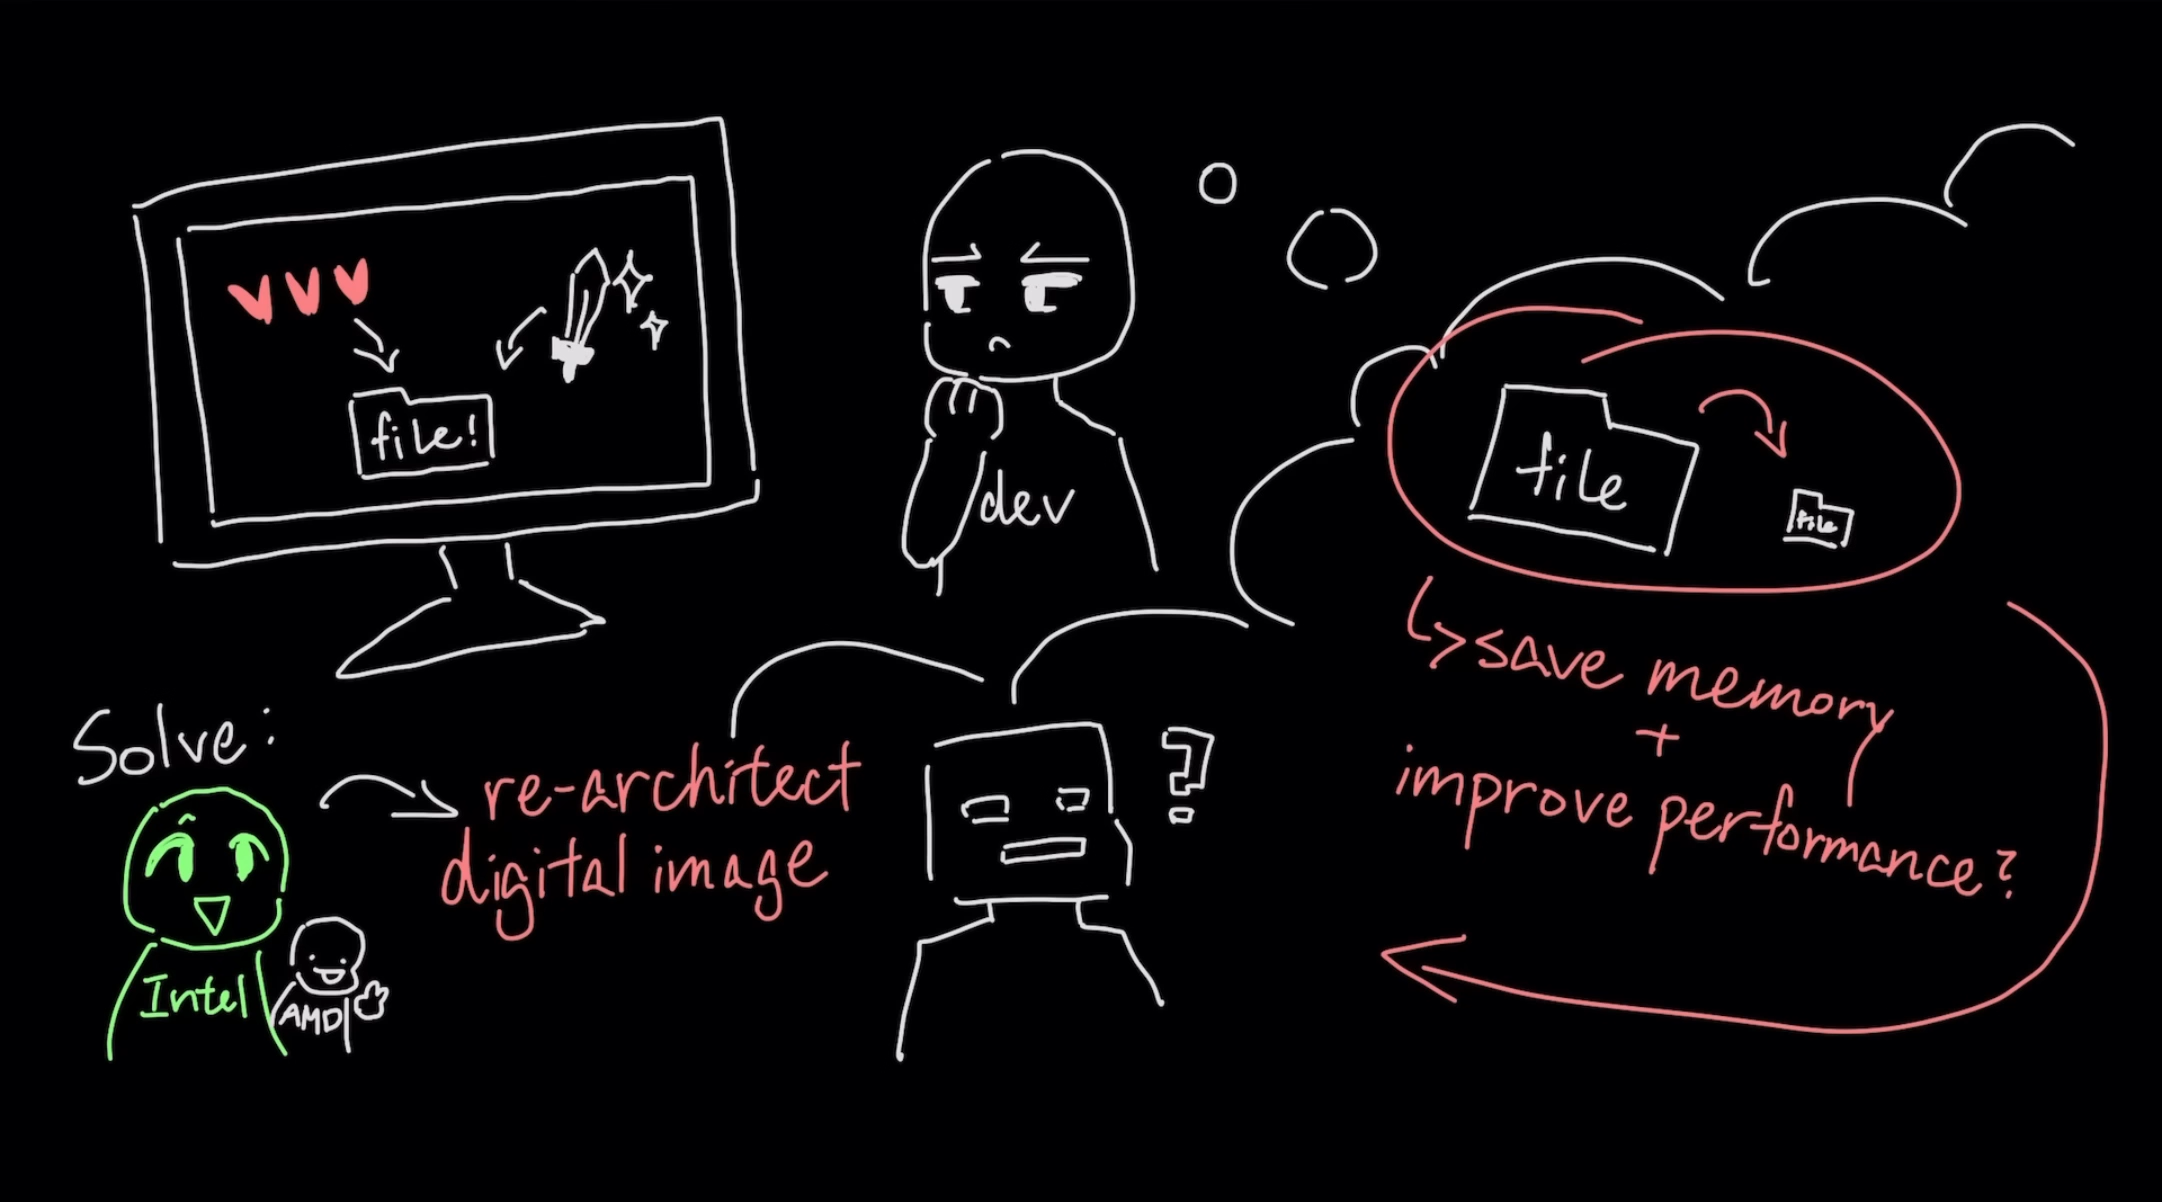 file!
dev
file
file
save memory
+
improve performance?
Solve:
re-architect
digital image
?
Intel
AMD